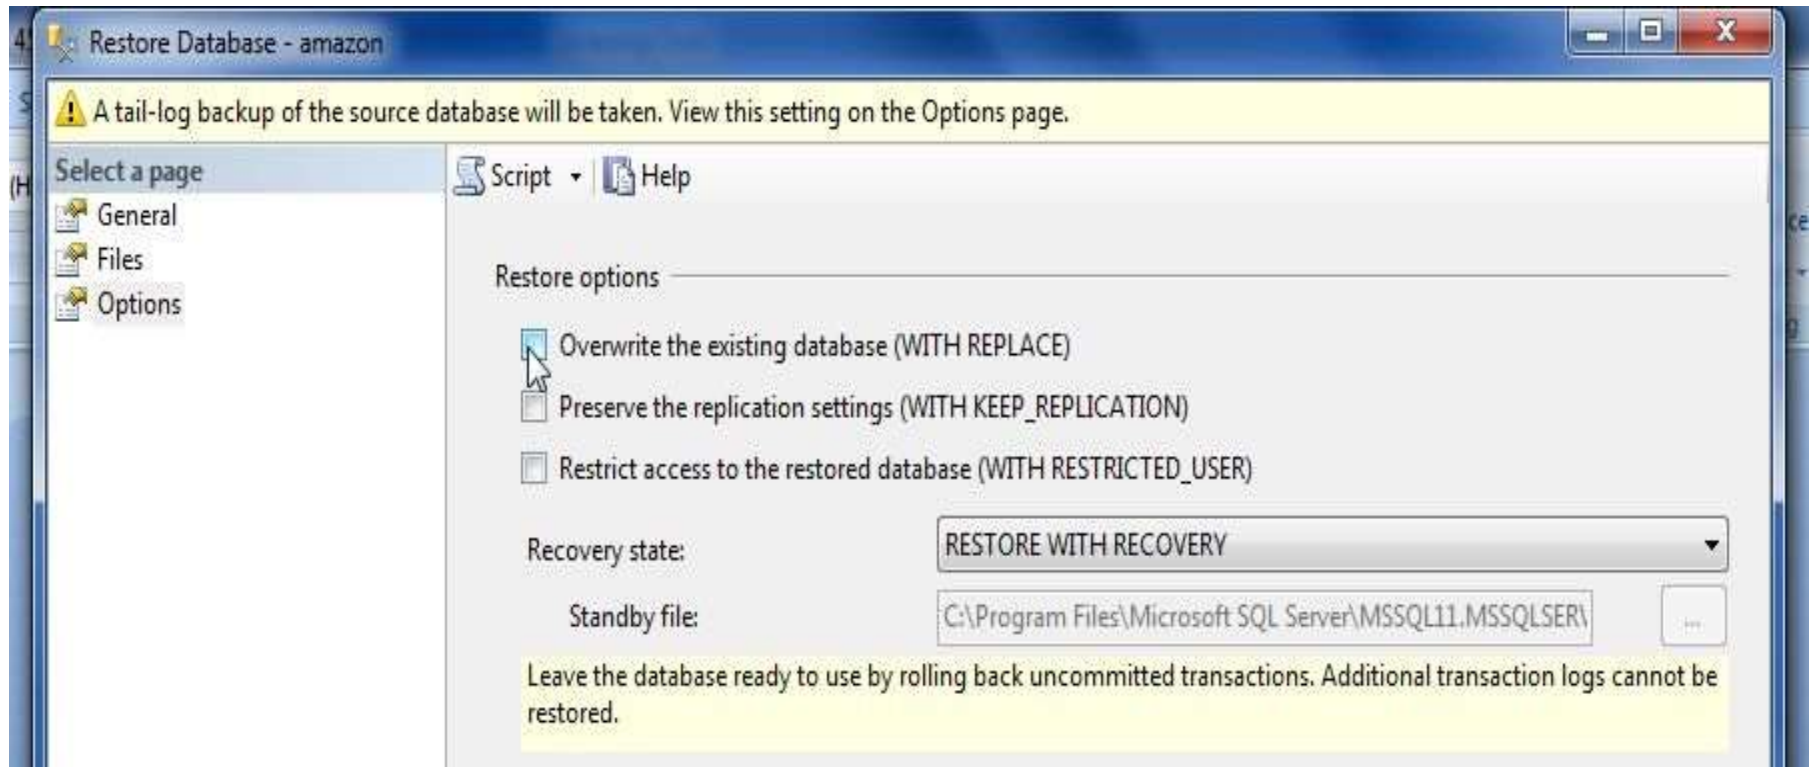 Restore Database - amazon
X
A tail-log backup of the source database will be taken. View this setting on the Options page.
Select a page
Script
Help
General
Files
Options
Restore options
Overwrite the existing database (WITH REPLACE)
Preserve the replication settings (WITH KEEP_REPLICATION)
Restrict access to the restored database (WITH RESTRICTED_USER)
Recovery state:
RESTORE WITH RECOVERY
Standby file:
C:\Program Files\Microsoft SQL Server\MSSQL11.MSSQLSER\
...
Leave the database ready to use by rolling back uncommitted transactions. Additional transaction logs cannot be
restored.